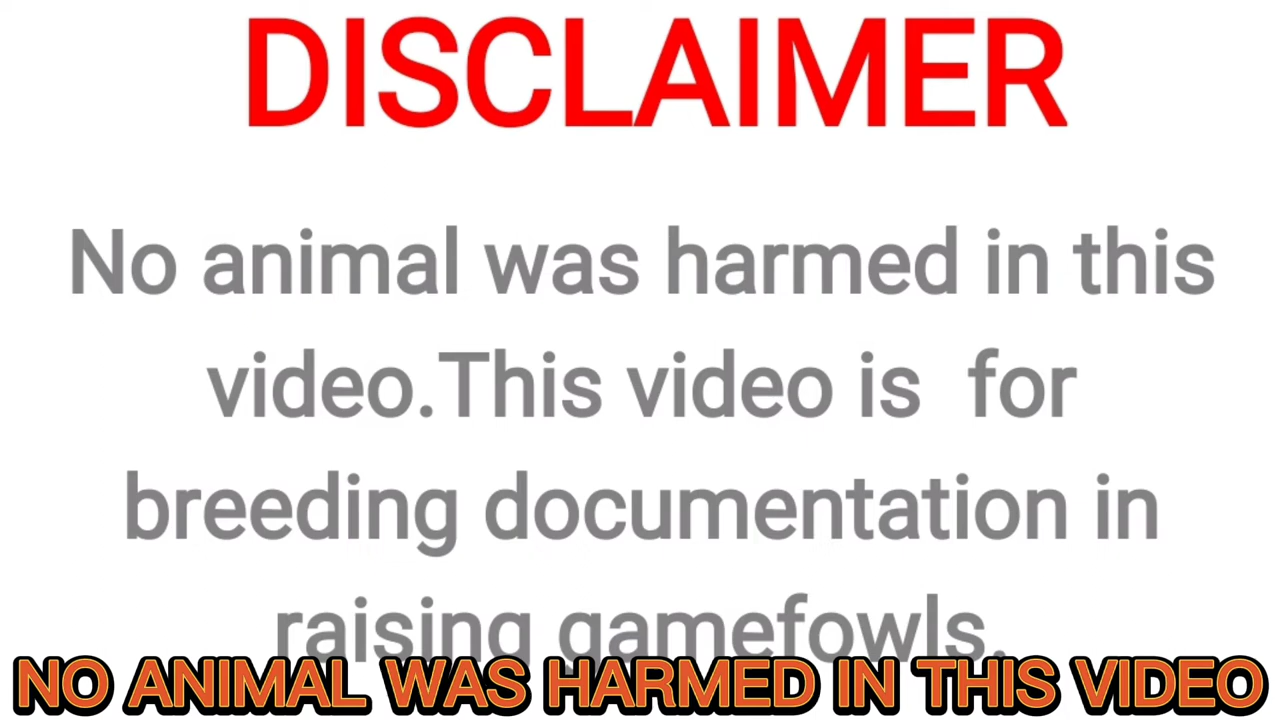 DISCLAIMER
No animal was harmed in this
video.This video is for
breeding documentation in
raising gamefowls.
NO ANIMAL WAS HARMED IN THIS VIDEO